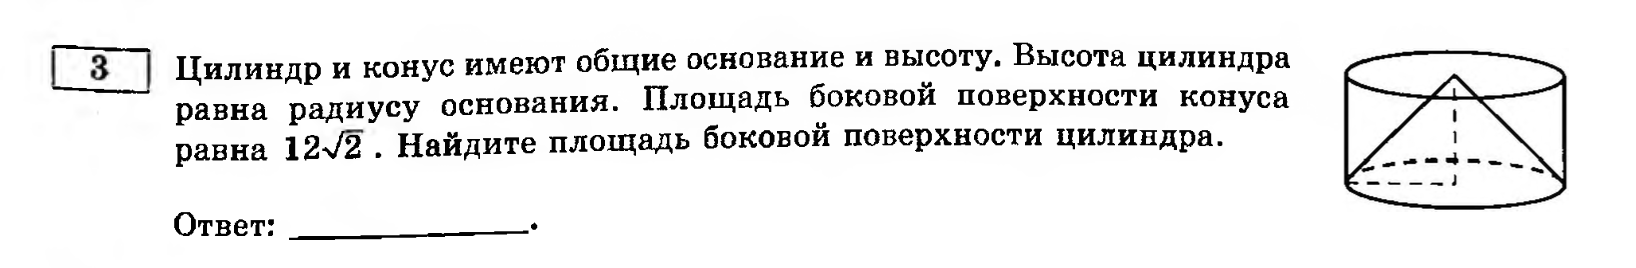 3
Цилиндр и конус имеют общие основание и высоту. Высота цилиндра
равна радиусу основания. Площадь боковой поверхности конуса
равна 12√2 . Найдите площадь боковой поверхности цилиндра.
Ответ: ____________.